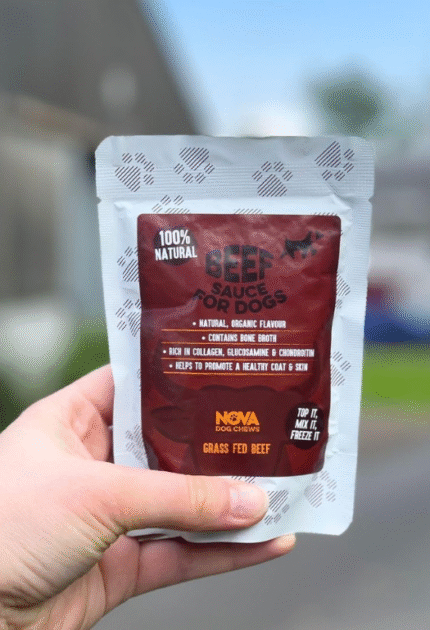 100%
NATURAL
BEEF
SAUCE
FOR DOGS
• NATURAL, ORGANIC FLAVOUR
• CONTAINS BONE BROTH
• RICH IN COLLAGEN, GLUCOSAMINE & CHONDROITIN
• HELPS TO PROMOTE A HEALTHY COAT & SKIN
NOVA
DOG CHEWS
GRASS FED BEEF
TOP IT,
MIX IT,
FREEZE IT